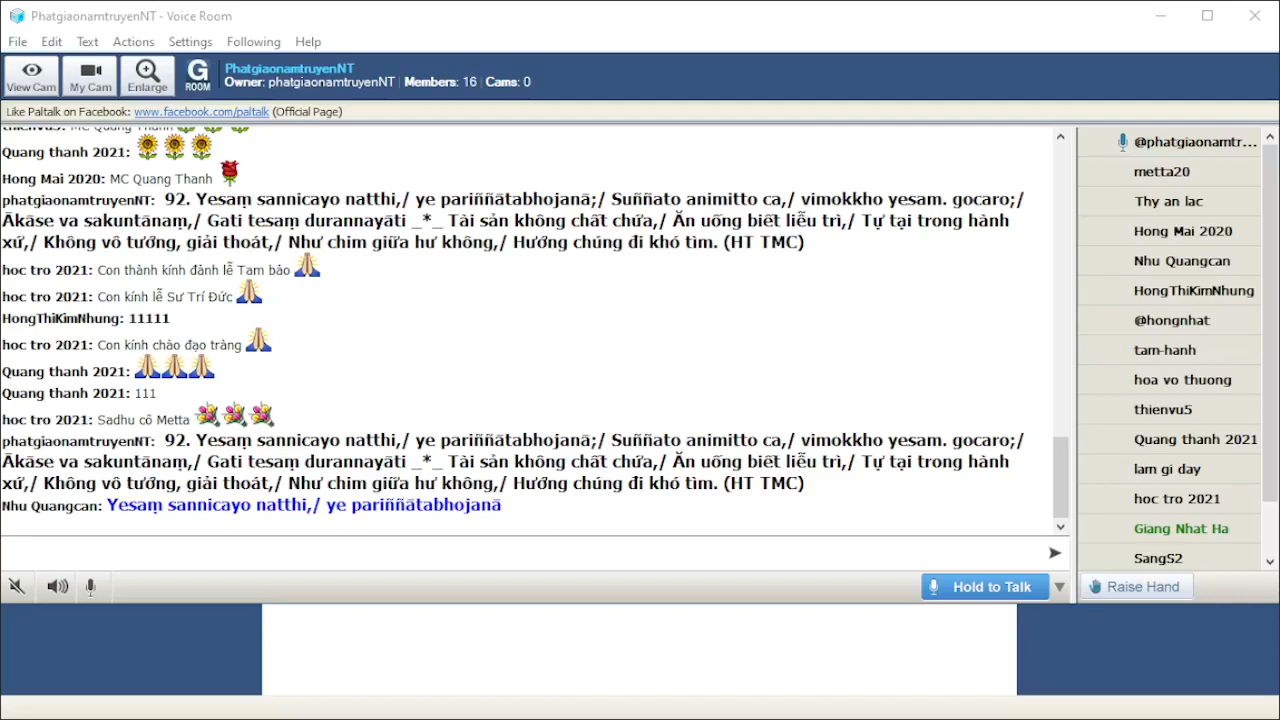 PhatgiaonamtruyenNT - Voice Room
File Edit Text Actions Settings Following Help
View Cam My Cam Enlarge G ROOM
PhatgiaonamtruyenNT
Owner: phatgiaonamtruyenNT | Members: 16 | Cams: 0
Like Paltalk on Facebook: www.facebook.com/paltalk (Official Page)
thienvu5: MC Quang Thanh
Quang thanh 2021:
Hong Mai 2020: MC Quang Thanh
phatgiaonamtruyenNT: 92. Yesaṃ sannicayo natthi,/ ye pariññātabhojanā;/ Suññato animitto ca,/ vimokkho yesam. gocaro;/
Ākāse va sakuntānaṃ,/ Gati tesaṃ durannayāti _*_ Tài sản không chất chứa,/ Ăn uống biết liễu tri,/ Tự tại trong hành
xứ,/ Không vô tướng, giải thoát,/ Như chim giữa hư không,/ Hướng chúng đi khó tìm. (HT TMC)
hoc tro 2021: Con thành kính đảnh lễ Tam bảo
hoc tro 2021: Con kính lễ Sư Trí Đức
HongThiKimNhung: 11111
hoc tro 2021: Con kính chào đạo tràng
Quang thanh 2021:
Quang thanh 2021: 111
hoc tro 2021: Sadhu cô Metta
phatgiaonamtruyenNT: 92. Yesaṃ sannicayo natthi,/ ye pariññātabhojanā;/ Suññato animitto ca,/ vimokkho yesam. gocaro;/
Ākāse va sakuntānaṃ,/ Gati tesaṃ durannayāti _*_ Tài sản không chất chứa,/ Ăn uống biết liễu tri,/ Tự tại trong hành
xứ,/ Không vô tướng, giải thoát,/ Như chim giữa hư không,/ Hướng chúng đi khó tìm. (HT TMC)
Nhu Quangcan: Yesaṃ sannicayo natthi,/ ye pariññātabhojanā
@phatgiaonamtr...
metta20
Thy an lac
Hong Mai 2020
Nhu Quangcan
HongThiKimNhung
@hongnhat
tam-hanh
hoa vo thuong
thienvu5
Quang thanh 2021
lam gi day
hoc tro 2021
Giang Nhat Ha
SangS2
Hold to Talk
Raise Hand